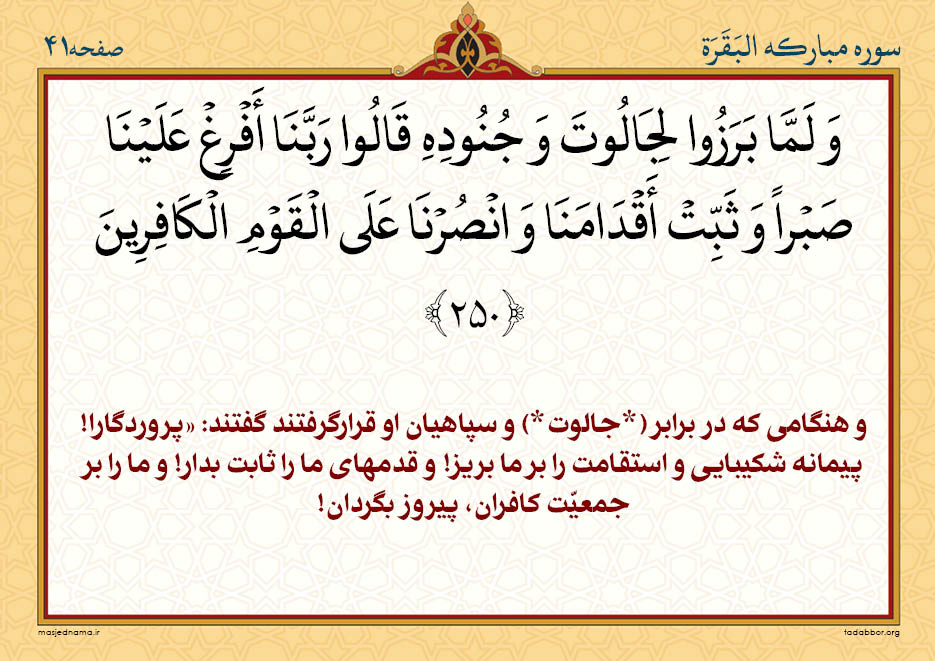 سوره مبارکه البَقَرَة
صفحه۴۱
وَ لَمَّا بَرَزُوا لِجَالُوتَ وَ جُنُودِهِ قَالُوا رَبَّنَا أَفْرِغْ عَلَيْنَا
صَبْراً وَ ثَبِّتْ أَقْدَامَنَا وَ انْصُرْنَا عَلَى الْقَوْمِ الْكَافِرِينَ
﴿۲۵۰﴾
و هنگامی که در برابر (*جالوت*) و سپاهیان او قرارگرفتند گفتند: «پروردگارا!
پیمانه شکیبایی و استقامت را بر ما بریز! و قدمهای ما را ثابت بدار! و ما را بر
جمعیّت کافران، پیروز بگردان!
masjednama.ir
tadabbor.org